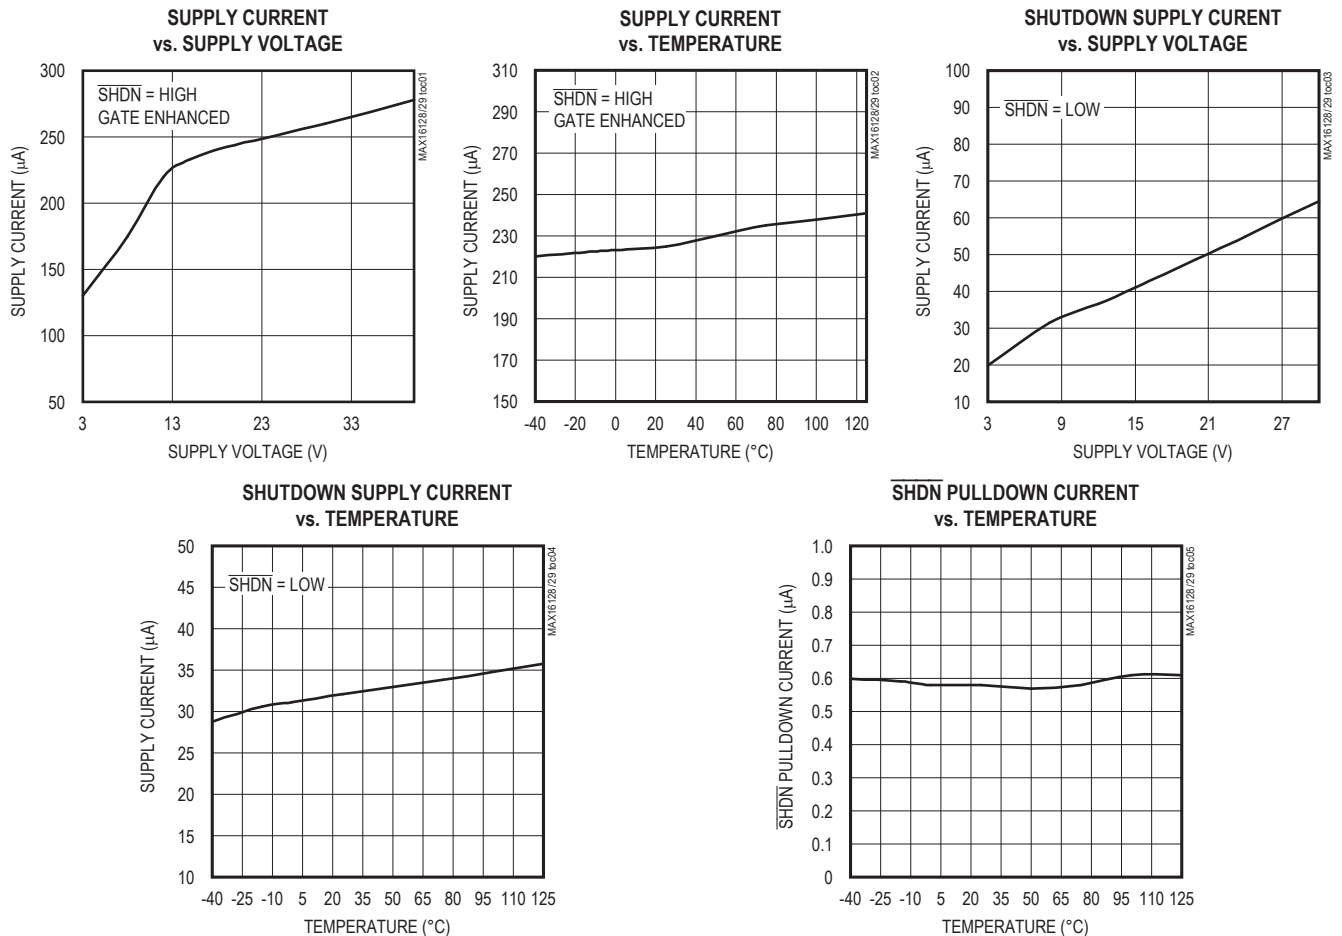 SUPPLY CURRENT
vs. SUPPLY VOLTAGE
300
250
200
150
100
50
SUPPLY CURRENT (µA)
SHDN = HIGH
GATE ENHANCED
MAX16128/29 toc01
3 13 23 33
SUPPLY VOLTAGE (V)
SUPPLY CURRENT
vs. TEMPERATURE
310
290
270
250
230
210
190
170
150
SUPPLY CURRENT (µA)
SHDN = HIGH
GATE ENHANCED
MAX16128/29 toc02
-40 -20 0 20 40 60 80 100 120
TEMPERATURE (°C)
SHUTDOWN SUPPLY CURENT
vs. SUPPLY VOLTAGE
100
90
80
70
60
50
40
30
20
10
SUPPLY CURRENT (µA)
SHDN = LOW
MAX16128/29 toc03
3 9 15 21 27
SUPPLY VOLTAGE (V)
SHUTDOWN SUPPLY CURRENT
vs. TEMPERATURE
50
45
40
35
30
25
20
15
10
SUPPLY CURRENT (µA)
SHDN = LOW
MAX16128/29 toc04
-40 -25 -10 5 20 35 50 65 80 95 110 125
TEMPERATURE (°C)
SHDN PULLDOWN CURRENT
vs. TEMPERATURE
1.0
0.9
0.8
0.7
0.6
0.5
0.4
0.3
0.2
0.1
0
SHDN PULLDOWN CURRENT (µA)
MAX16128/29 toc05
-40 -25 -10 5 20 35 50 65 80 95 110 125
TEMPERATURE (°C)